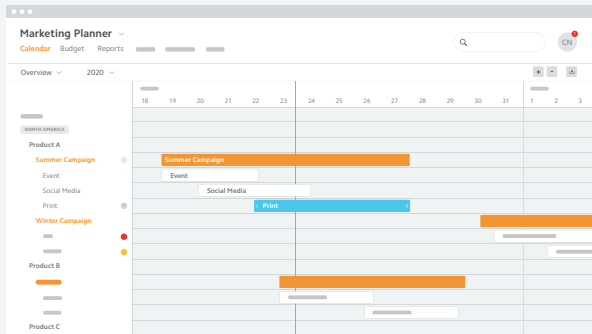 Marketing Planner
Calendar Budget Reports
CN
Overview 2020
+ -
18 19 20 21 22 23 24 25 26 27 28 29 30 31 1 2 3
NORTH AMERICA
Product A
Summer Campaign Summer Campaign
Event Event
Social Media Social Media
Print Print
Winter Campaign
Product B
Product C